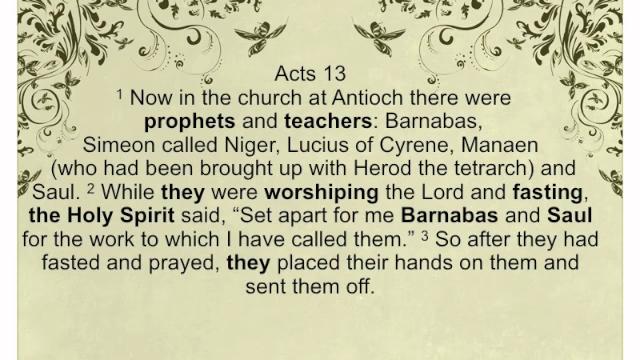 Acts 13
¹ Now in the church at Antioch there were
prophets and teachers: Barnabas,
Simeon called Niger, Lucius of Cyrene, Manaen
(who had been brought up with Herod the tetrarch) and
Saul. ² While they were worshiping the Lord and fasting,
the Holy Spirit said, “Set apart for me Barnabas and Saul
for the work to which I have called them.” ³ So after they had
fasted and prayed, they placed their hands on them and
sent them off.